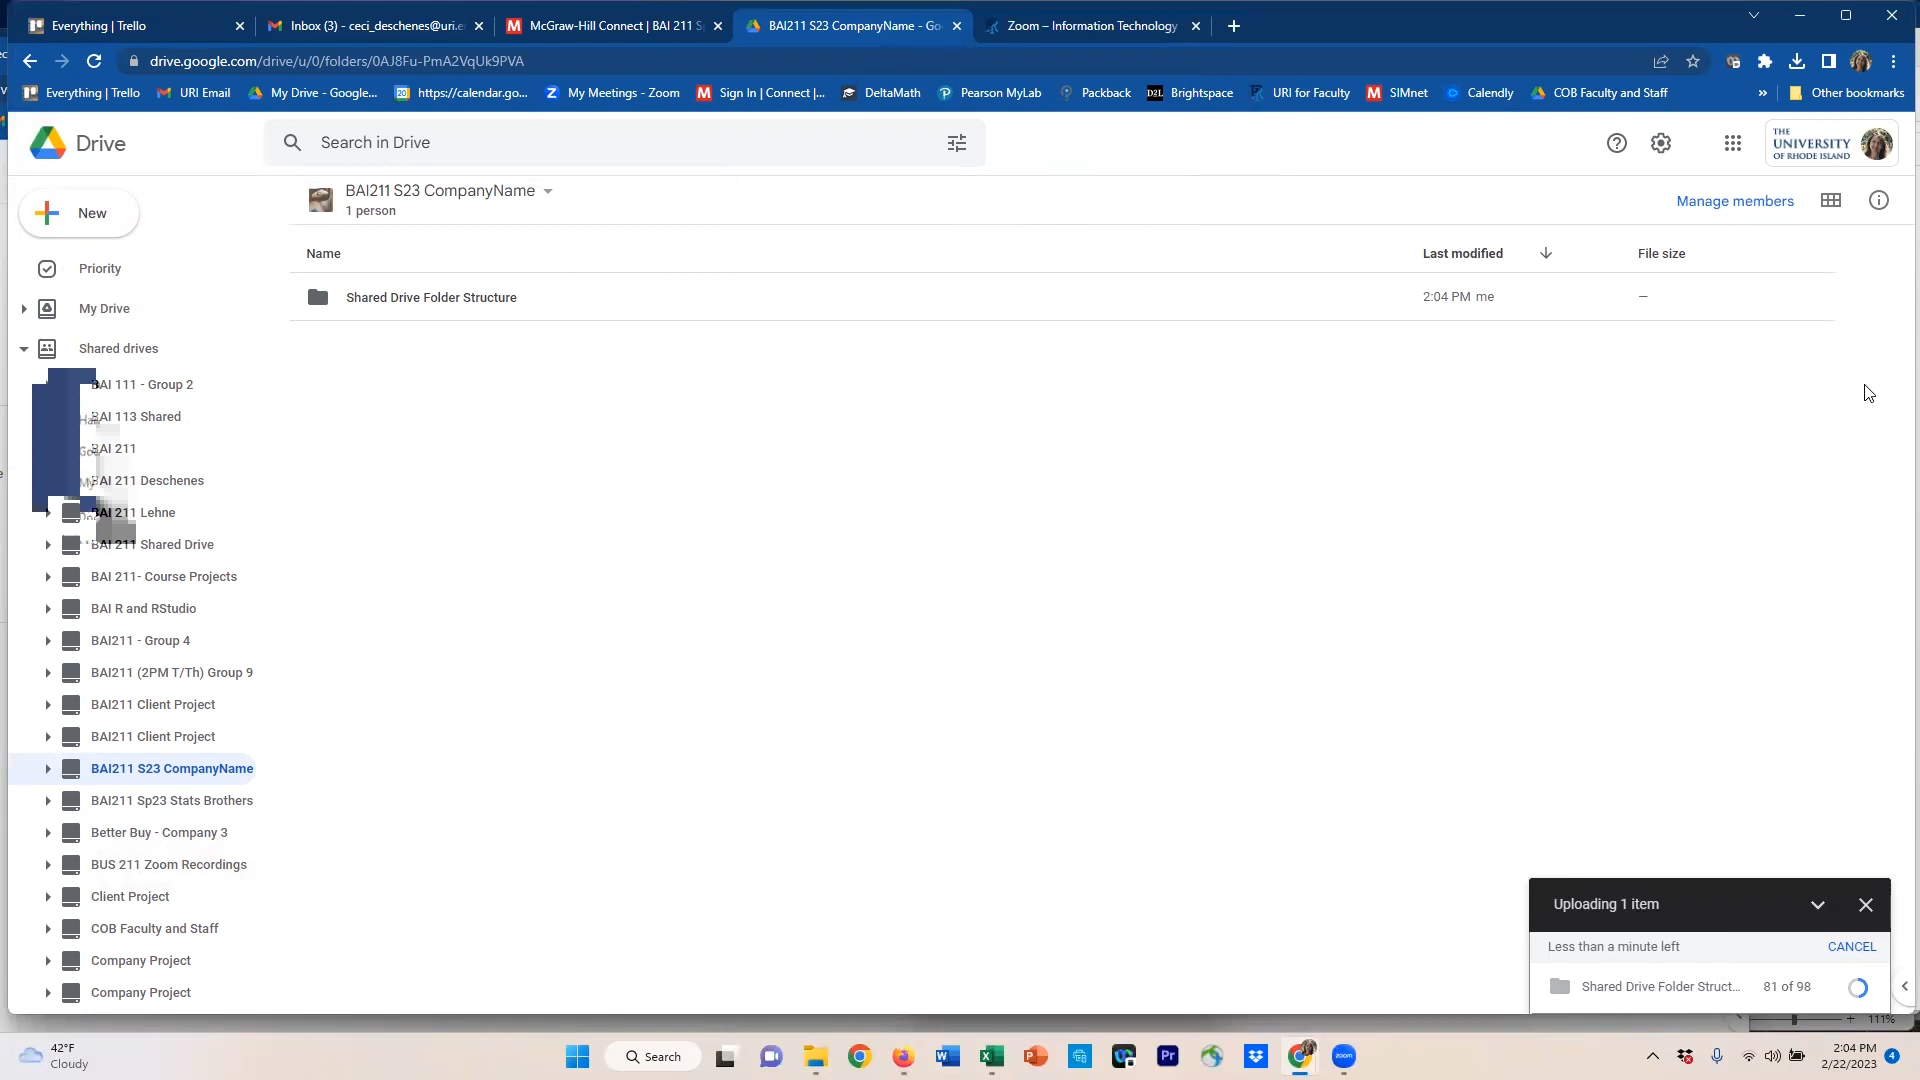 Everything | Trello
Inbox (3) - ceci_deschenes@uri.e
McGraw-Hill Connect | BAI 211 S
BAI211 S23 CompanyName - Go
Zoom – Information Technology
drive.google.com/drive/u/0/folders/0AJ8Fu-PmA2VqUk9PVA
Everything | Trello
URI Email
My Drive - Google...
https://calendar.go...
My Meetings - Zoom
Sign In | Connect |...
DeltaMath
Pearson MyLab
Packback
Brightspace
URI for Faculty
SIMnet
Calendly
COB Faculty and Staff
Other bookmarks
Drive
Search in Drive
THE
UNIVERSITY
OF RHODE ISLAND
New
BAI211 S23 CompanyName
1 person
Manage members
Name
Last modified
File size
Shared Drive Folder Structure
2:04 PM me
—
Priority
My Drive
Shared drives
BAI 111 - Group 2
BAI 113 Shared
BAI 211
BAI 211 Deschenes
BAI 211 Lehne
BAI 211 Shared Drive
BAI 211- Course Projects
BAI R and RStudio
BAI211 - Group 4
BAI211 (2PM T/Th) Group 9
BAI211 Client Project
BAI211 Client Project
BAI211 S23 CompanyName
BAI211 Sp23 Stats Brothers
Better Buy - Company 3
BUS 211 Zoom Recordings
Client Project
COB Faculty and Staff
Company Project
Company Project
Uploading 1 item
Less than a minute left
CANCEL
Shared Drive Folder Struct...
81 of 98
111%
42°F
Cloudy
Search
2:04 PM
2/22/2023
4